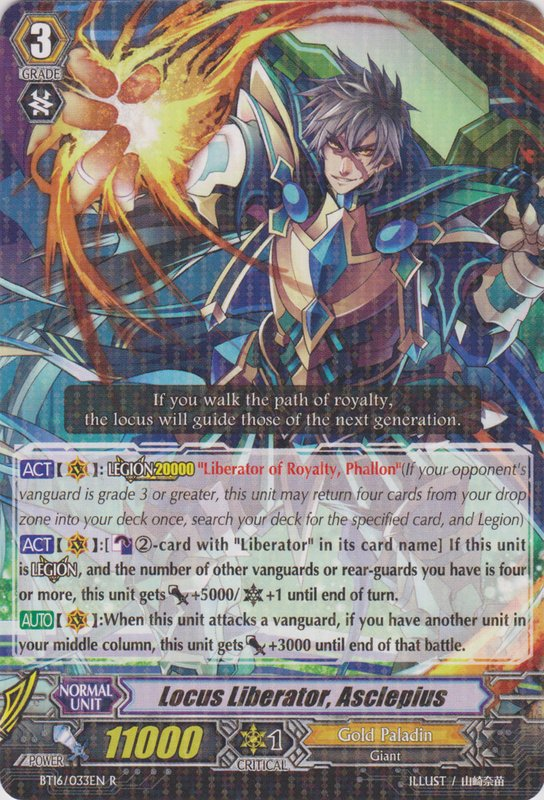 3
GRADE
If you walk the path of royalty,
the locus will guide those of the next generation.
ACT【 】: LEGION 20000 "Liberator of Royalty, Phallon"(If your opponent's
vanguard is grade 3 or greater, this unit may return four cards from your drop
zone into your deck once, search your deck for the specified card, and Legion)
ACT【 】:[ ②-card with "Liberator" in its card name] If this unit
is LEGION, and the number of other vanguards or rear-guards you have is four
or more, this unit gets +5000/ +1 until end of turn.
AUTO【 】:When this unit attacks a vanguard, if you have another unit in
your middle column, this unit gets +3000 until end of that battle.
NORMAL
UNIT
Locus Liberator, Asclepius
POWER
11000
1
CRITICAL
Gold Paladin
Giant
BT16/033EN R
ILLUST / 山崎奈苗